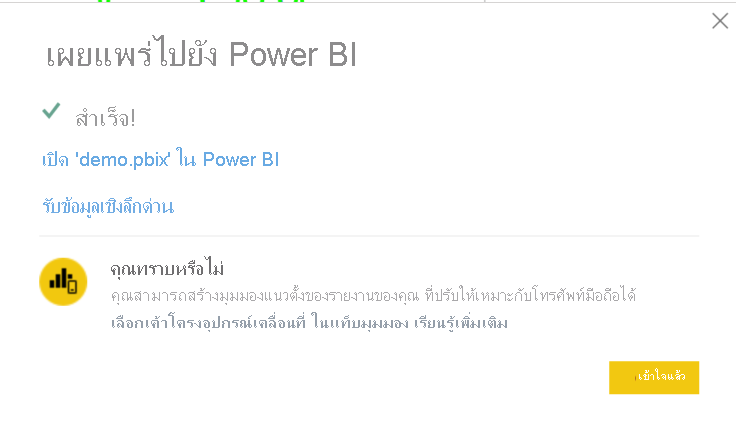 เผยแพร่ไปยัง Power BI
สำเร็จ!
เปิด 'demo.pbix' ใน Power BI
รับข้อมูลเชิงลึกด่วน
คุณทราบหรือไม่
คุณสามารถสร้างมุมมองแนวตั้งของรายงานของคุณ ที่ปรับให้เหมาะกับโทรศัพท์มือถือได้
เลือกเค้าโครงอุปกรณ์เคลื่อนที่ ในแท็บมุมมอง เรียนรู้เพิ่มเติม
เข้าใจแล้ว